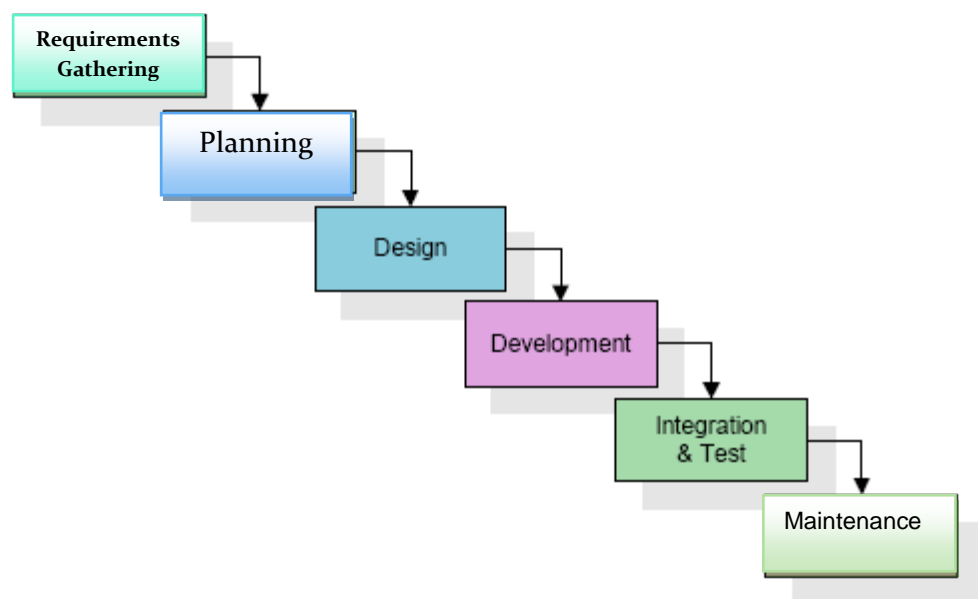 Requirements
Gathering
Planning
Design
Development
Integration
& Test
Maintenance